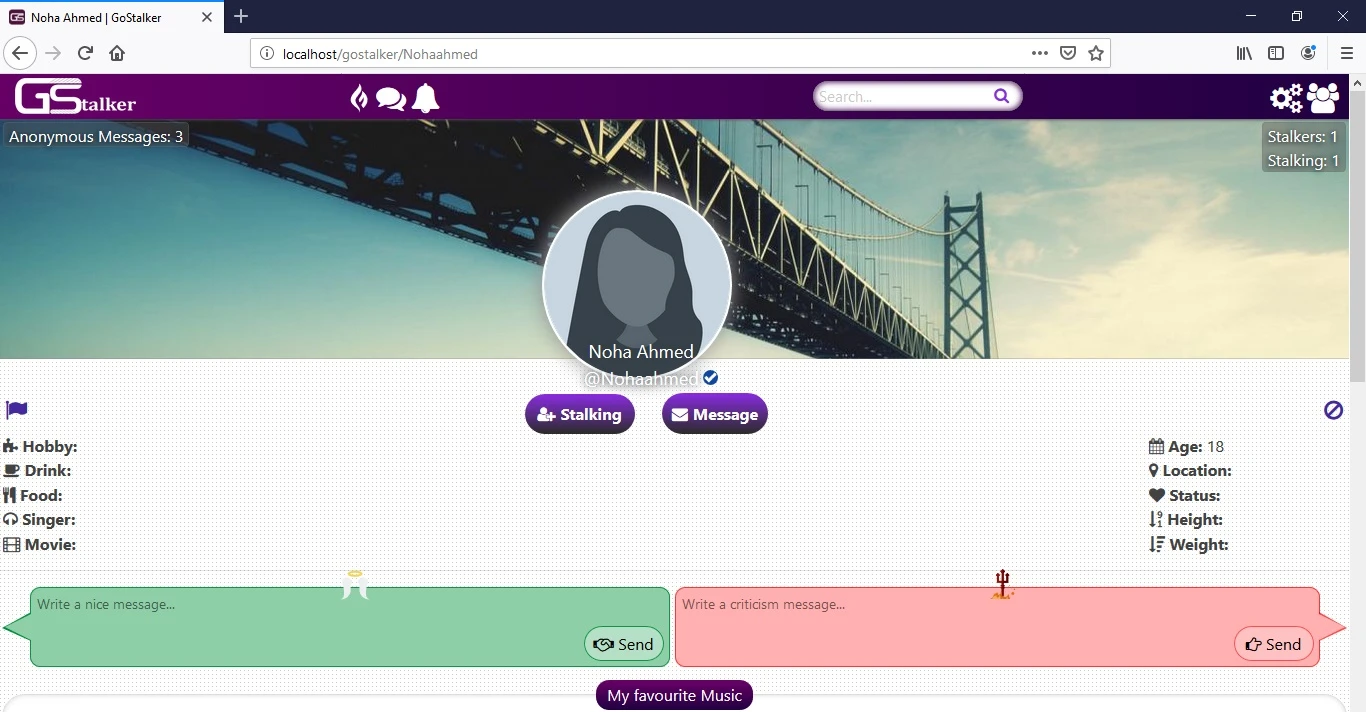 Noha Ahmed | GoStalker
localhost/gostalker/Nohaahmed
GStalker
Search...
Anonymous Messages: 3
Stalkers: 1
Stalking: 1
Noha Ahmed
@Nohaahmed
Stalking
Message
Hobby:
Drink:
Food:
Singer:
Movie:
Age: 18
Location:
Status:
Height:
Weight:
Write a nice message...
Send
Write a criticism message...
Send
My favourite Music